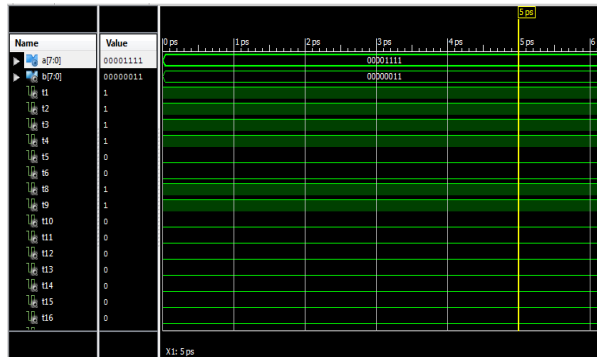 5 ps
Name Value 0 ps 1 ps 2 ps 3 ps 4 ps 5 ps 6
a[7:0] 00001111 00001111
b[7:0] 00000011 00000011
t1 1
t2 1
t3 1
t4 1
t5 0
t6 0
t8 1
t9 1
t10 0
t11 0
t12 0
t13 0
t14 0
t15 0
t16 0
X1: 5 ps